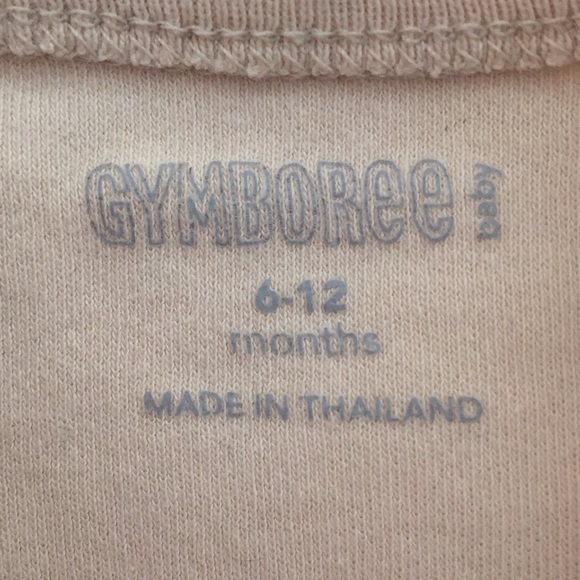 GYMBOREE baby
6-12
months
MADE IN THAILAND